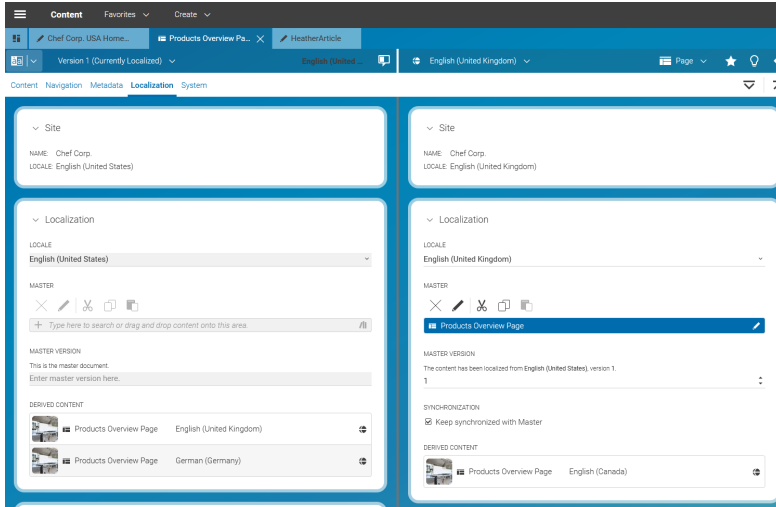 Content Favorites Create
Chef Corp. USA Home... Products Overview Pa... HeatherArticle
Version 1 (Currently Localized) English (United ... English (United Kingdom) Page
Content Navigation Metadata Localization System
Site
NAME: Chef Corp.
LOCALE: English (United States)
Localization
LOCALE
English (United States)
MASTER
Type here to search or drag and drop content onto this area.
MASTER VERSION
This is the master document.
Enter master version here.
DERIVED CONTENT
Products Overview Page English (United Kingdom)
Products Overview Page German (Germany)
Site
NAME: Chef Corp.
LOCALE: English (United Kingdom)
Localization
LOCALE
English (United Kingdom)
MASTER
Products Overview Page
MASTER VERSION
The content has been localized from English (United States), version 1.
1
SYNCHRONIZATION
Keep synchronized with Master
DERIVED CONTENT
Products Overview Page English (Canada)